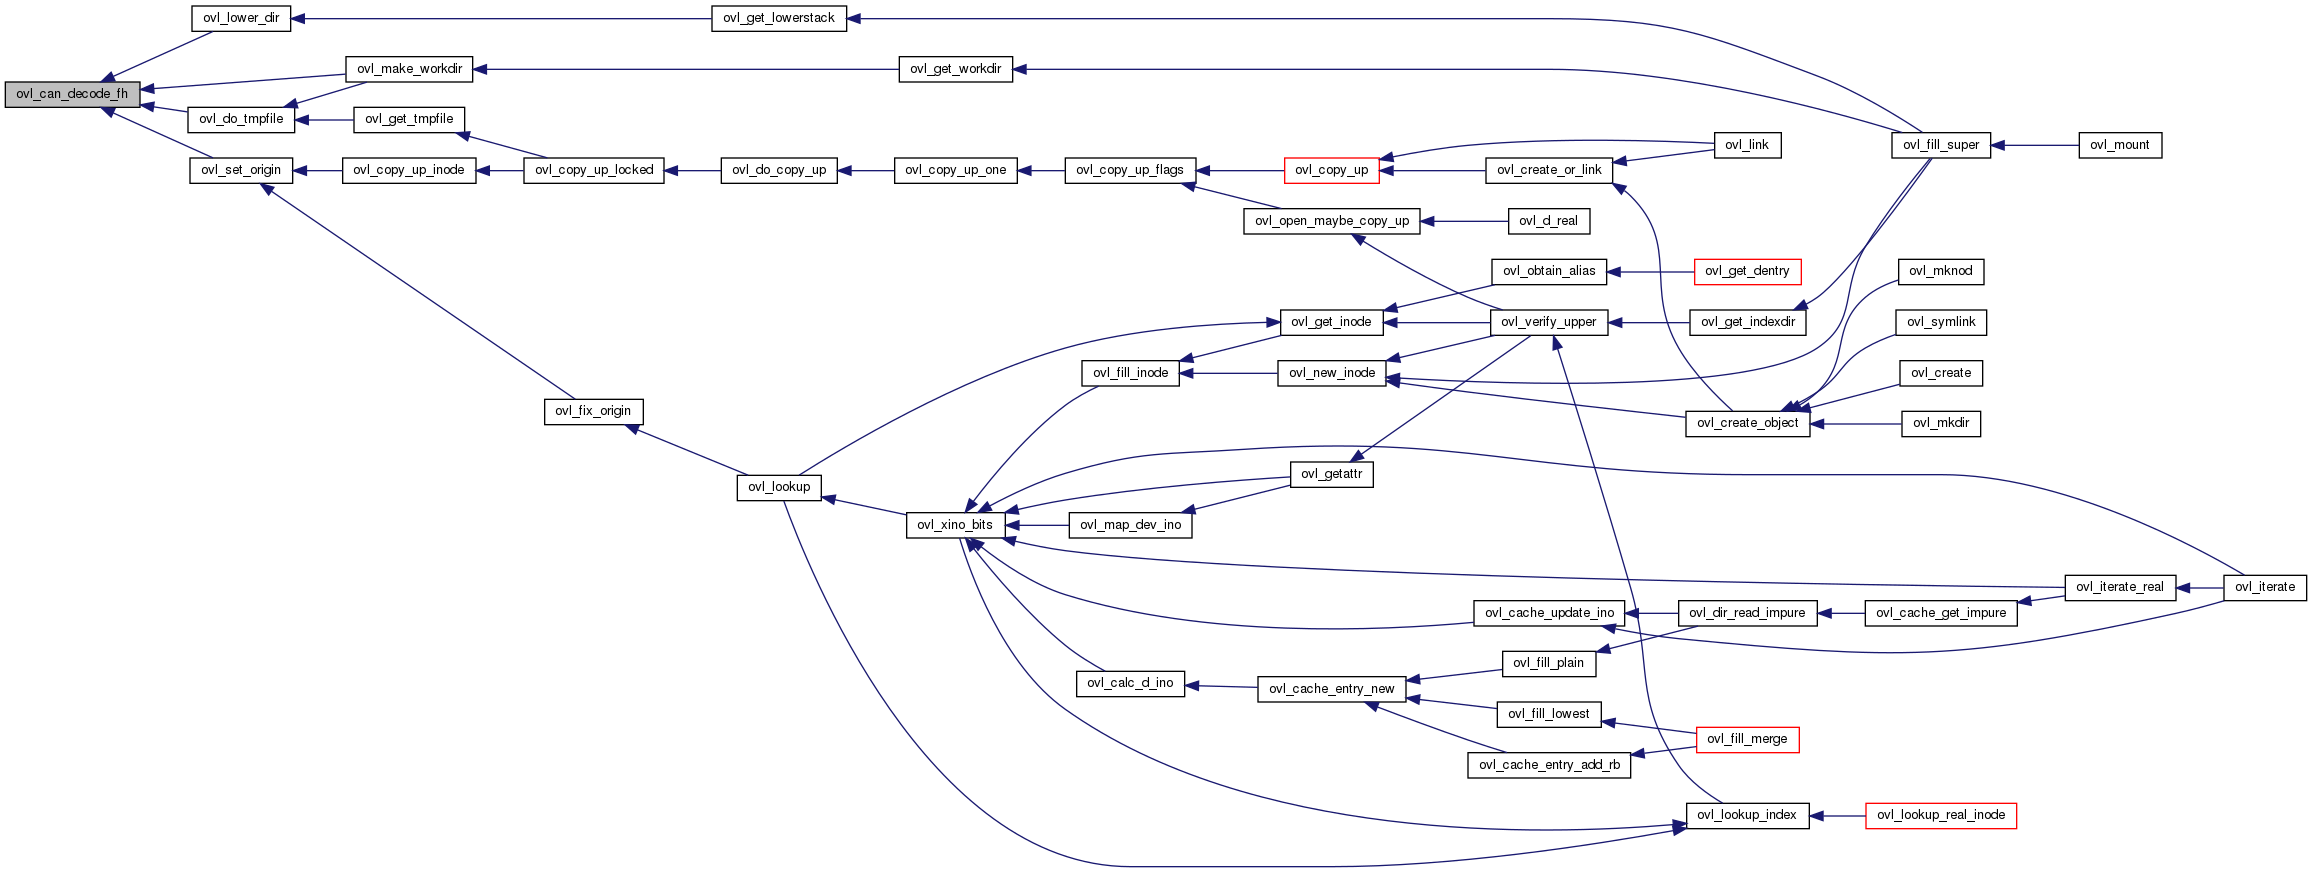 ovl_lower_dir
ovl_get_lowerstack
ovl_make_workdir
ovl_get_workdir
ovl_can_decode_fh
ovl_do_tmpfile
ovl_get_tmpfile
ovl_link
ovl_fill_super
ovl_mount
ovl_set_origin
ovl_copy_up_inode
ovl_copy_up_locked
ovl_do_copy_up
ovl_copy_up_one
ovl_copy_up_flags
ovl_copy_up
ovl_create_or_link
ovl_open_maybe_copy_up
ovl_d_real
ovl_obtain_alias
ovl_get_dentry
ovl_mknod
ovl_get_inode
ovl_verify_upper
ovl_get_indexdir
ovl_symlink
ovl_fill_inode
ovl_new_inode
ovl_create
ovl_fix_origin
ovl_create_object
ovl_mkdir
ovl_getattr
ovl_lookup
ovl_xino_bits
ovl_map_dev_ino
ovl_iterate_real
ovl_iterate
ovl_cache_update_ino
ovl_dir_read_impure
ovl_cache_get_impure
ovl_fill_plain
ovl_calc_d_ino
ovl_cache_entry_new
ovl_fill_lowest
ovl_fill_merge
ovl_cache_entry_add_rb
ovl_lookup_index
ovl_lookup_real_inode